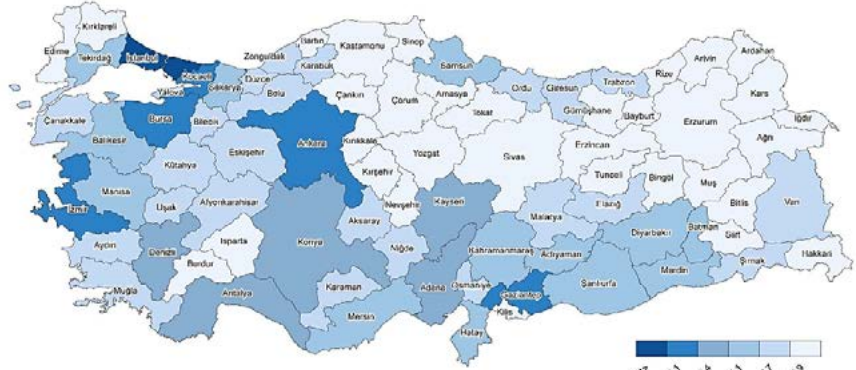 Kırklareli
Edirne
Tekirdağ
İstanbul
Kocaeli
Yalova
Sakarya
Düzce
Zonguldak
Bartın
Karabük
Bolu
Kastamonu
Sinop
Çankırı
Samsun
Çorum
Amasya
Tokat
Ordu
Giresun
Trabzon
Gümüşhane
Rize
Bayburt
Artvin
Ardahan
Kars
Iğdır
Erzurum
Ağrı
Çanakkale
Balıkesir
Bursa
Bilecik
Kütahya
Eskişehir
Ankara
Kırıkkale
Kırşehir
Yozgat
Sivas
Erzincan
Tunceli
Bingöl
Muş
Bitlis
Van
Manisa
İzmir
Uşak
Afyonkarahisar
Aksaray
Nevşehir
Kayseri
Malatya
Elazığ
Diyarbakır
Batman
Siirt
Hakkari
Şırnak
Mardin
Aydın
Denizli
Isparta
Burdur
Konya
Niğde
Kahramanmaraş
Adıyaman
Şanlıurfa
Muğla
Antalya
Karaman
Mersin
Adana
Osmaniye
Gaziantep
Kilis
Hatay